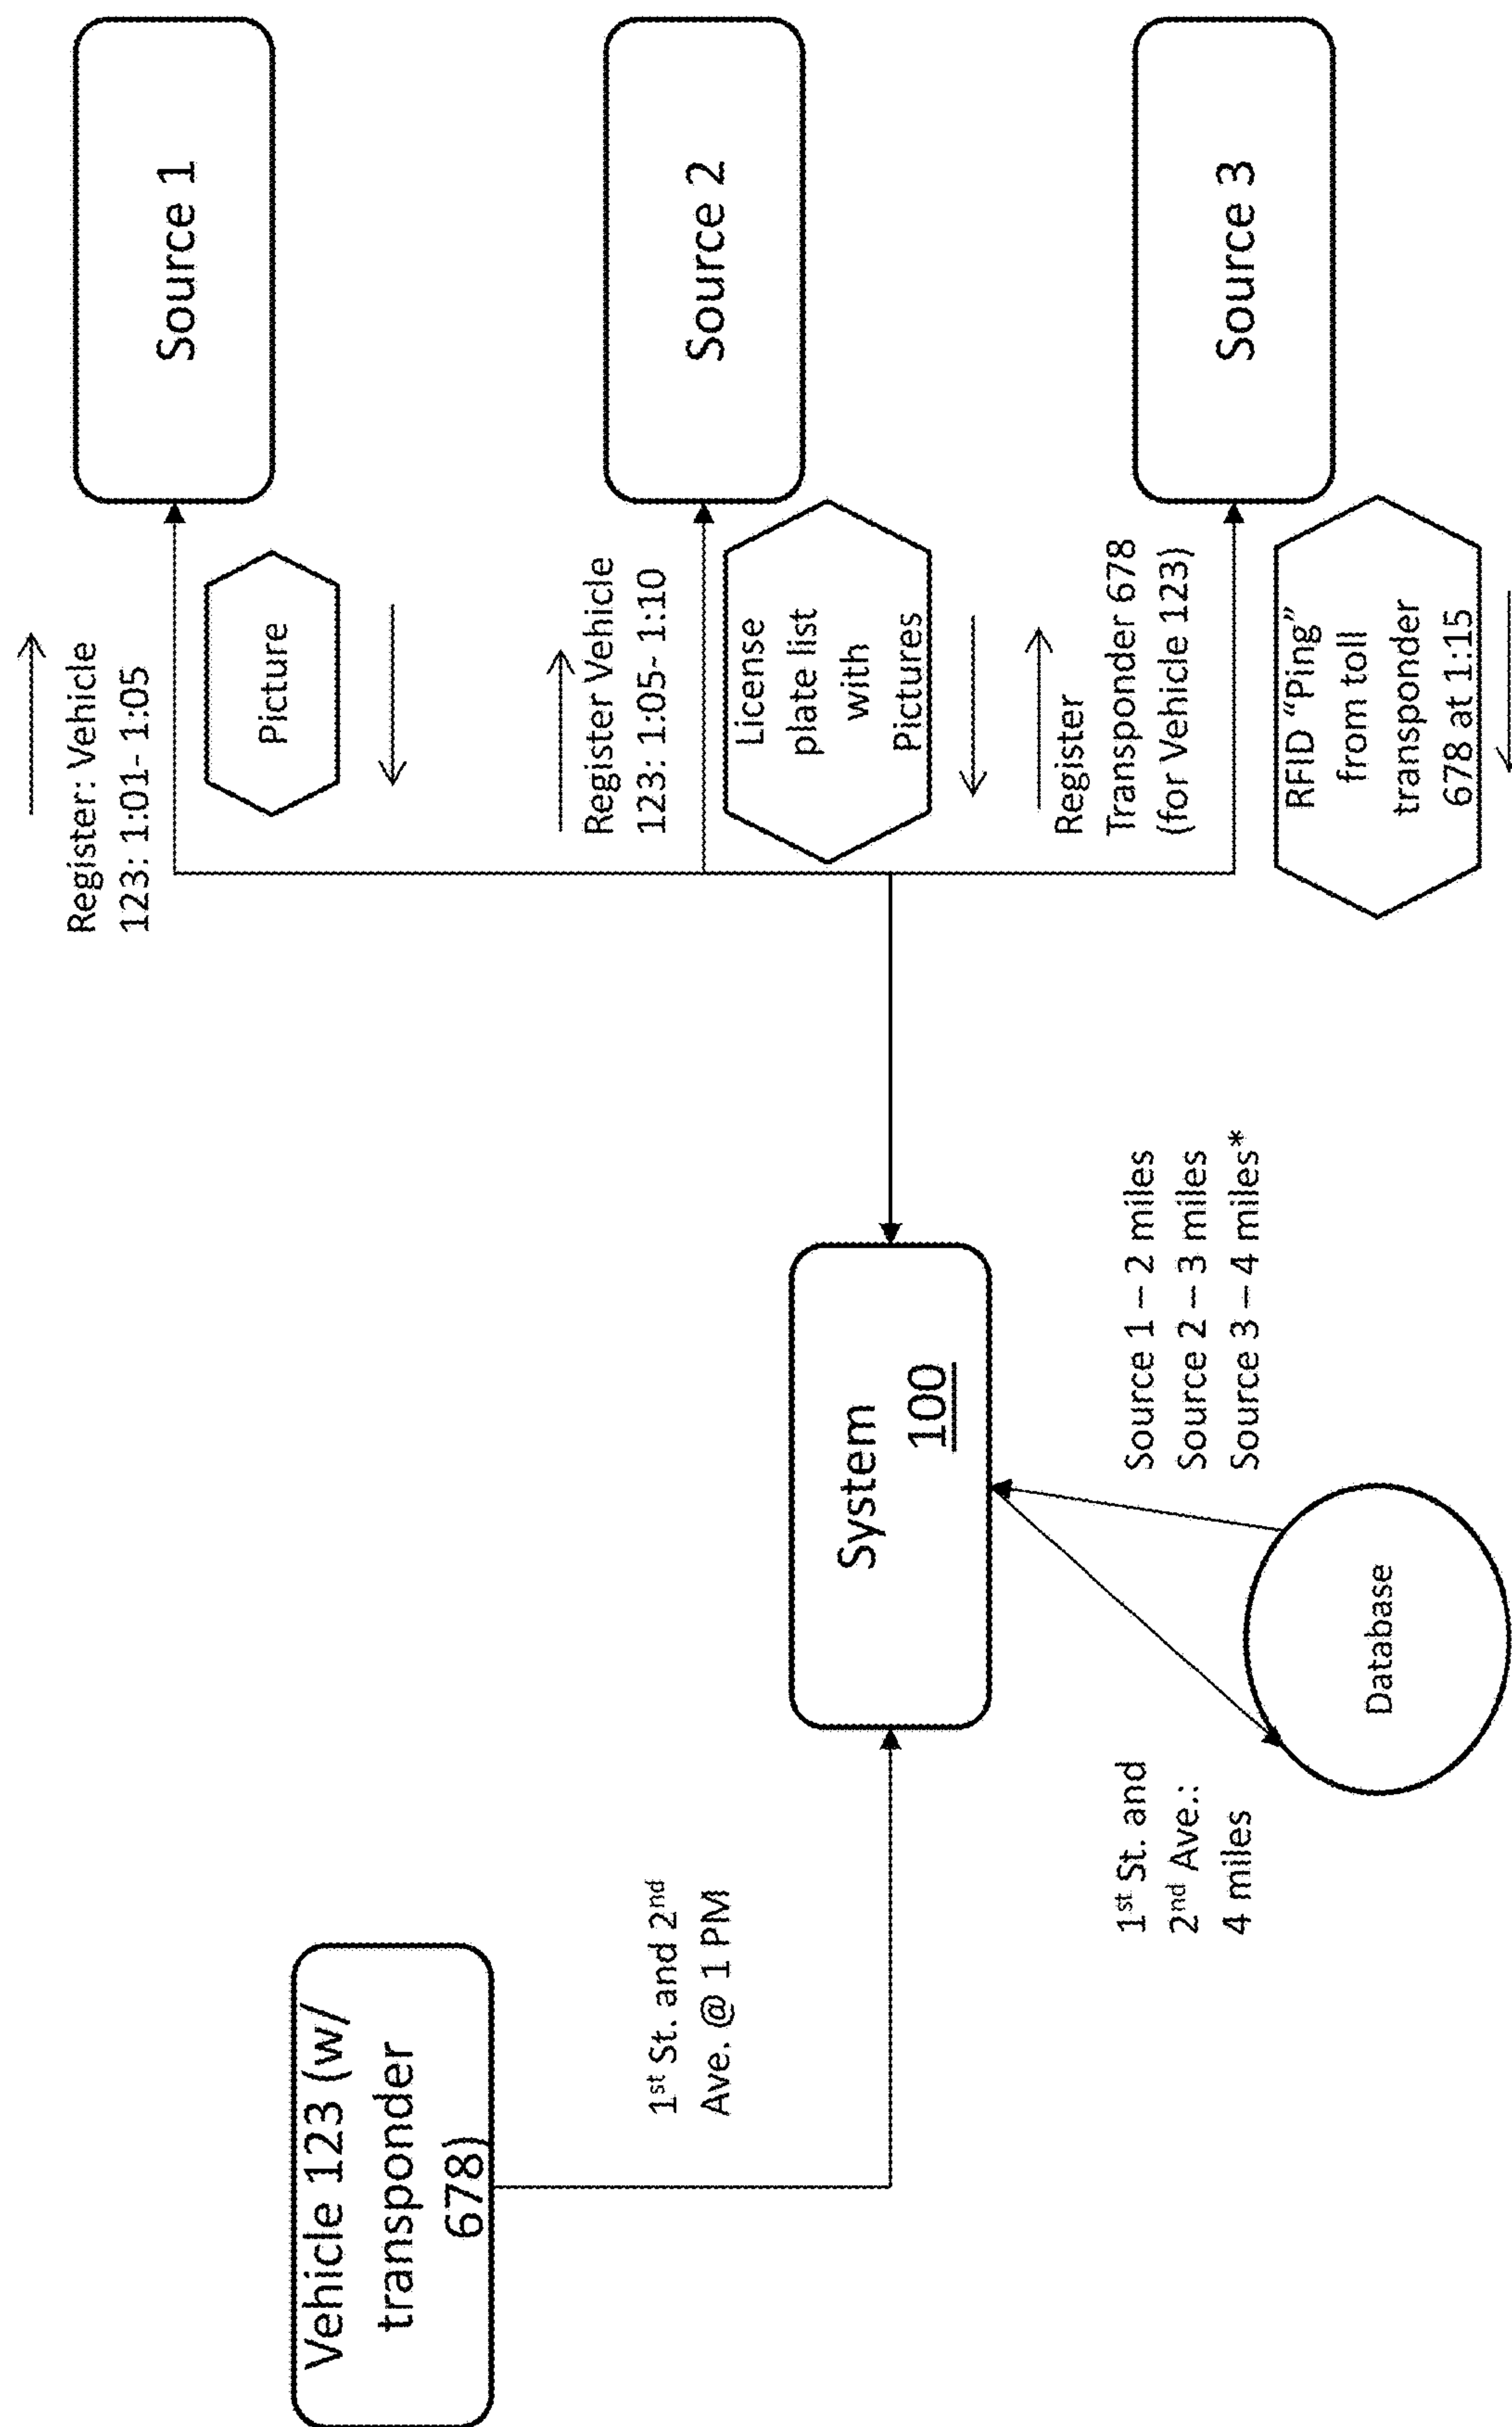 Vehicle 123 (w/
transponder
678)
1st St. and 2nd
Ave. @ 1 PM
System
100
1st St. and
2nd Ave.:
4 miles
Database
Source 1 – 2 miles
Source 2 – 3 miles
Source 3 – 4 miles*
Register: Vehicle
123: 1:01- 1:05
Picture
Source 1
Register Vehicle
123: 1:05- 1:10
License
plate list
with
Pictures
Source 2
Register
Transponder 678
(for Vehicle 123)
RFID “Ping”
from toll
transponder
678 at 1:15
Source 3